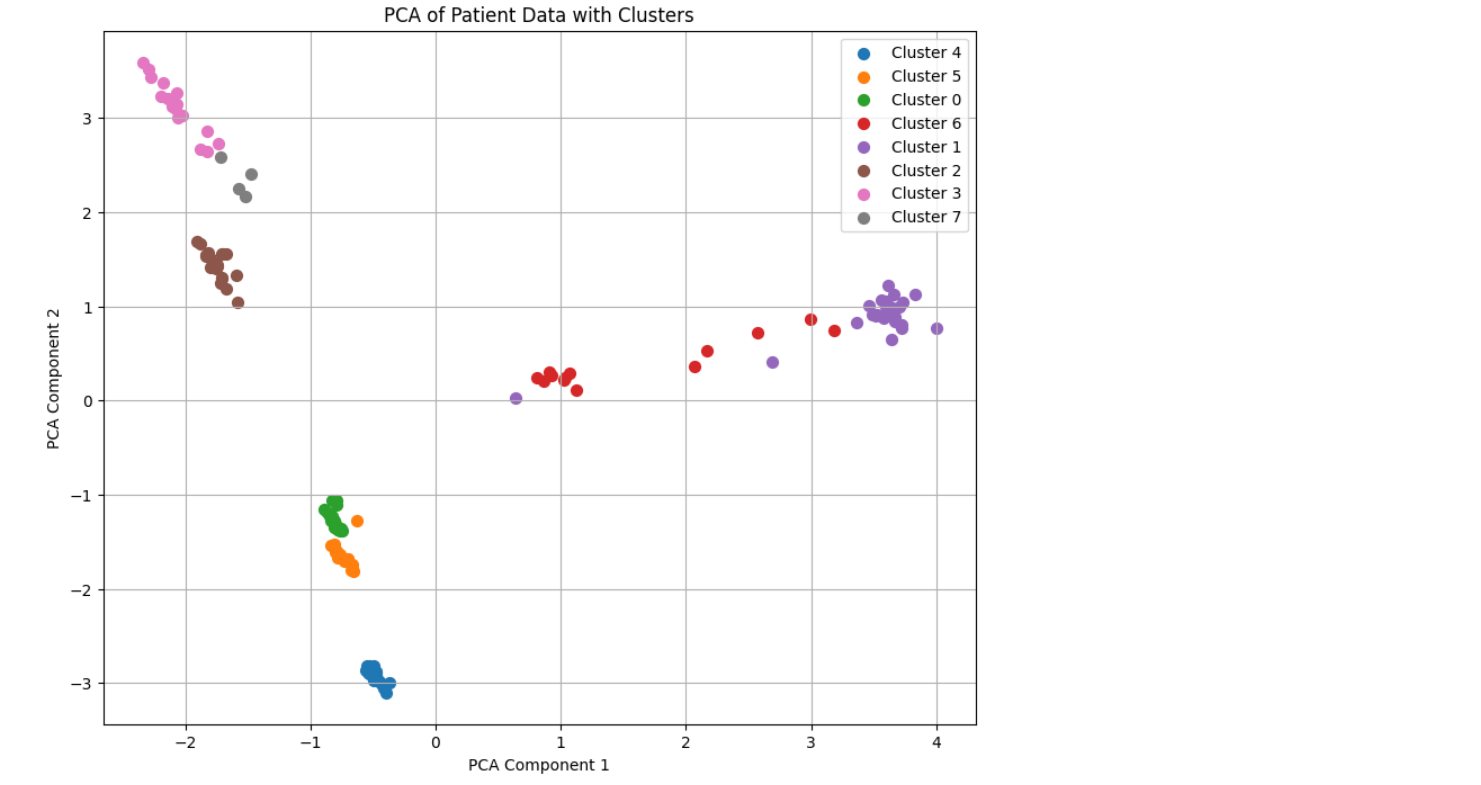 PCA of Patient Data with Clusters
Cluster 4
Cluster 5
Cluster 0
Cluster 6
Cluster 1
Cluster 2
Cluster 3
Cluster 7
PCA Component 2
3
2
1
0
−1
−2
−3
−2 −1 0 1 2 3 4
PCA Component 1